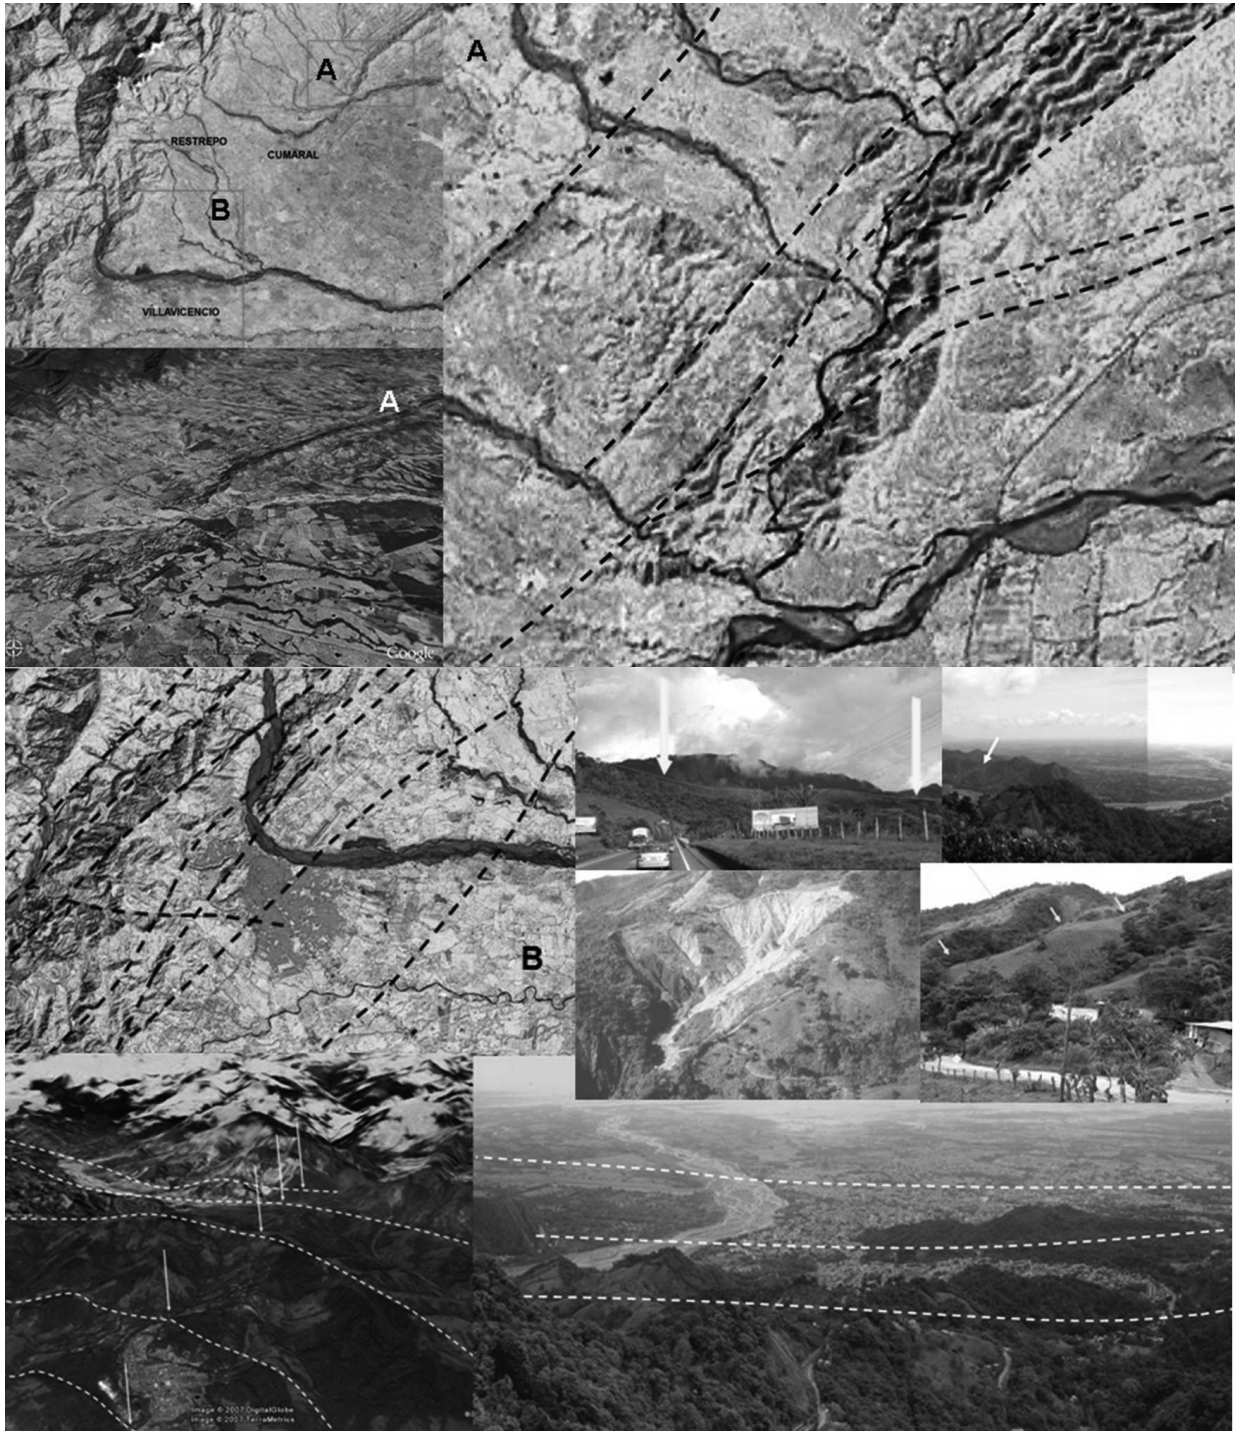 A
A
RESTREPO
CUMARAL
B
VILLAVICENCIO
A
Google
B
Image © 2007 DigitalGlobe
Image © 2007 TerraMetrics